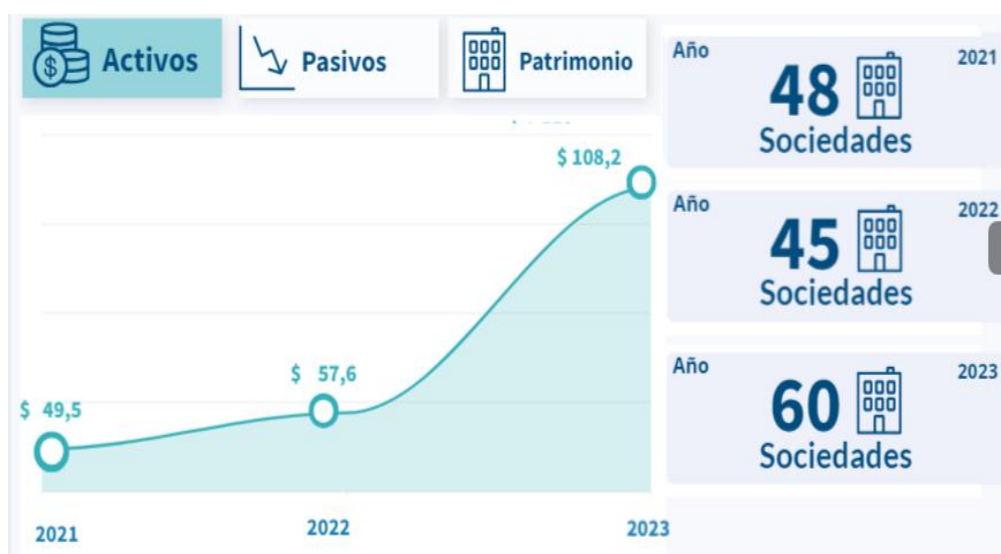 Activos
Pasivos
Patrimonio
$ 108,2
$ 57,6
$ 49,5
2021
2022
2023
Año
2021
48
Sociedades
Año
2022
45
Sociedades
Año
2023
60
Sociedades